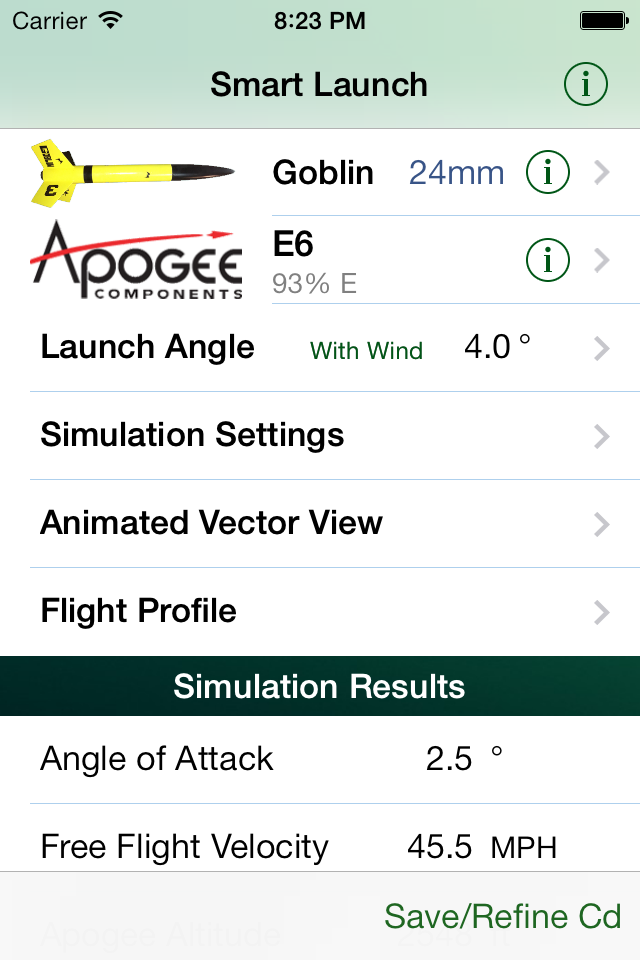 Carrier 8:23 PM
Smart Launch i
Goblin 24mm i
APOGEE
COMPONENTS
E6 i
93% E
Launch Angle With Wind 4.0 °
Simulation Settings
Animated Vector View
Flight Profile
Simulation Results
Angle of Attack 2.5 °
Free Flight Velocity 45.5 MPH
Save/Refine Cd
Apogee Altitude